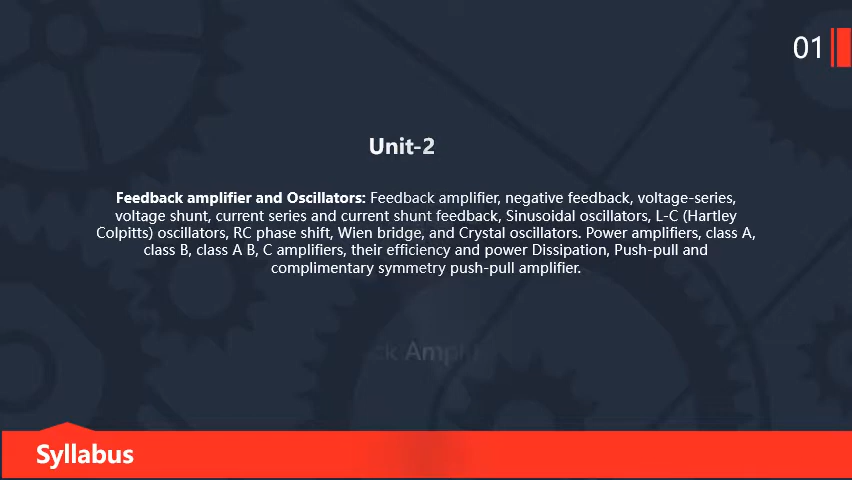 01
Unit-2
Feedback amplifier and Oscillators: Feedback amplifier, negative feedback, voltage-series,
voltage shunt, current series and current shunt feedback, Sinusoidal oscillators, L-C (Hartley
Colpitts) oscillators, RC phase shift, Wien bridge, and Crystal oscillators. Power amplifiers, class A,
class B, class A B, C amplifiers, their efficiency and power Dissipation, Push-pull and
complimentary symmetry push-pull amplifier.
Syllabus